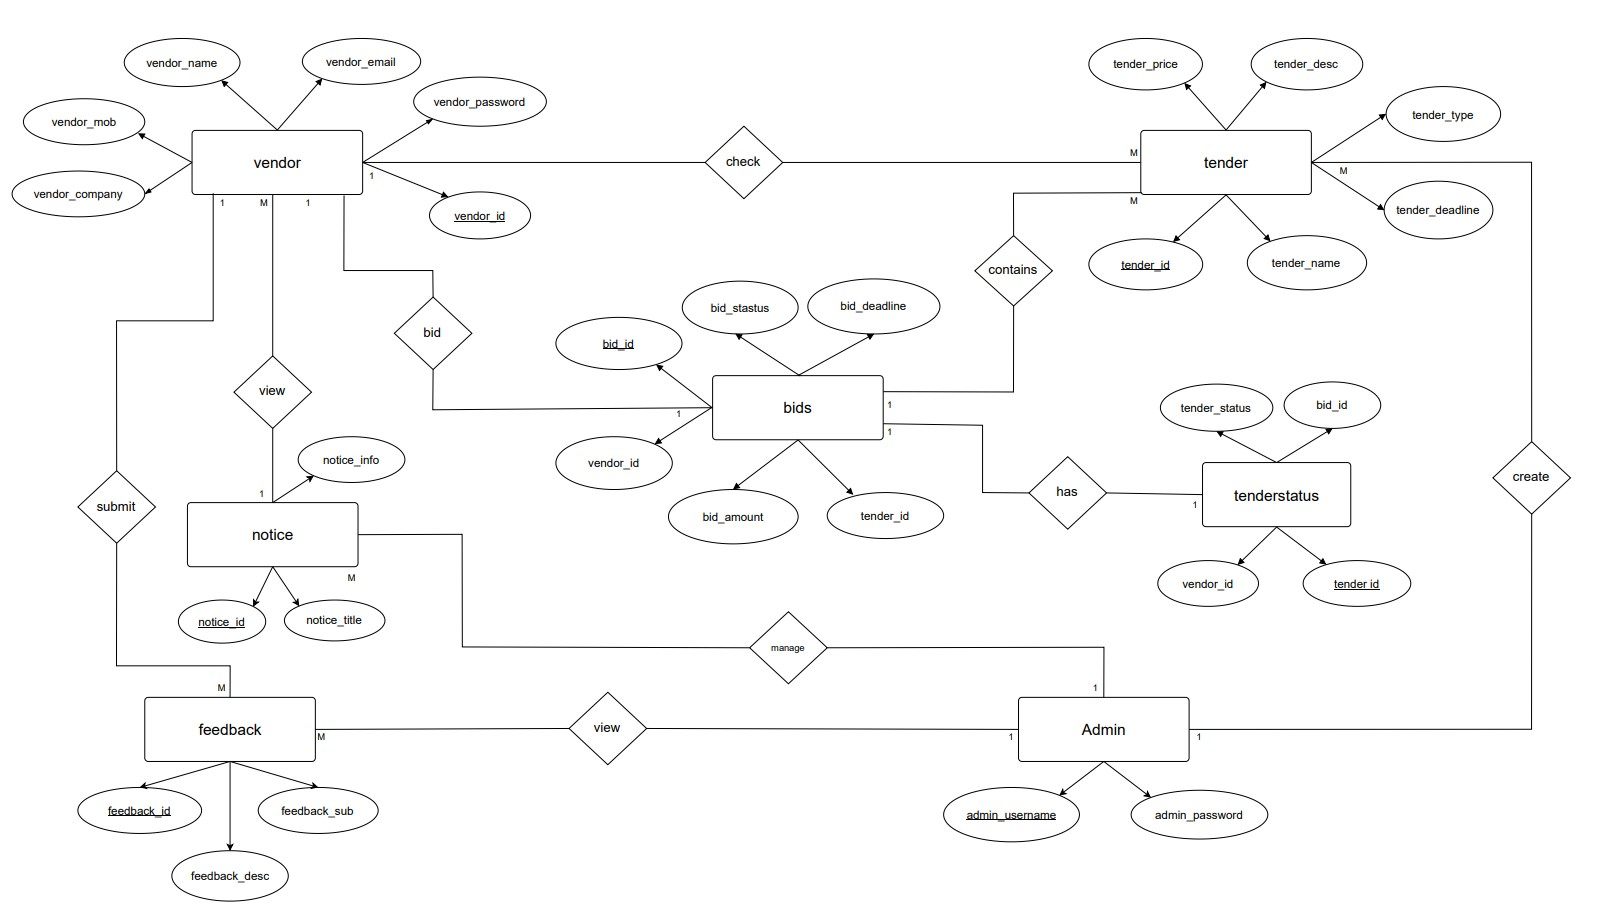 vendor_name
vendor_email
tender_price
tender_desc
vendor_password
tender_type
vendor_mob
vendor
check
M
tender
1
M
vendor_company
1
M
1
vendor_id
M
tender_deadline
contains
tender_id
tender_name
bid_stastus
bid_deadline
bid
bid_id
view
bids
1
1
1
tender_status
bid_id
notice_info
vendor_id
create
1
submit
has
tenderstatus
1
bid_amount
tender_id
notice
M
vendor_id
tender id
notice_id
notice_title
manage
M
1
feedback
M
view
1
Admin
1
feedback_id
feedback_sub
admin_username
admin_password
feedback_desc